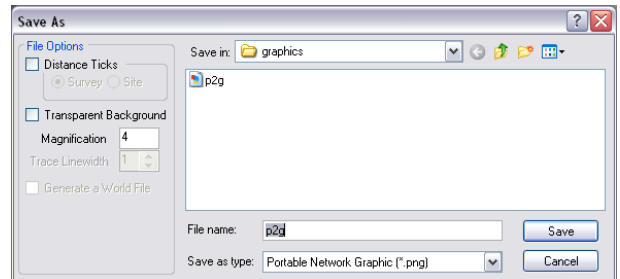 Save As
File Options
Distance Ticks
Survey Site
Transparent Background
Magnification 4
Trace Linewidth 1
Generate a World File
Save in: graphics
p2g
File name: p2g
Save
Save as type: Portable Network Graphic (*.png)
Cancel